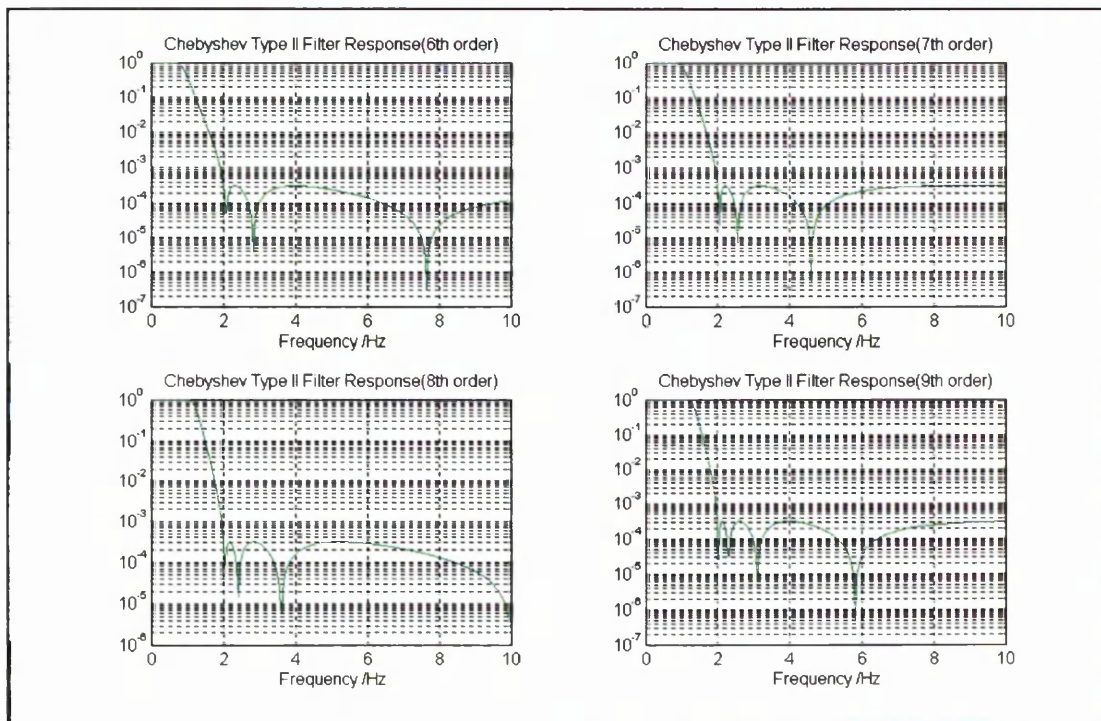 Chebyshev Type II Filter Response(6th order)
10^0
10^-1
10^-2
10^-3
10^-4
10^-5
10^-6
10^-7
0 2 4 6 8 10
Frequency /Hz
Chebyshev Type II Filter Response(7th order)
10^0
10^-1
10^-2
10^-3
10^-4
10^-5
10^-6
10^-7
0 2 4 6 8 10
Frequency /Hz
Chebyshev Type II Filter Response(8th order)
10^0
10^-1
10^-2
10^-3
10^-4
10^-5
10^-6
0 2 4 6 8 10
Frequency /Hz
Chebyshev Type II Filter Response(9th order)
10^0
10^-1
10^-2
10^-3
10^-4
10^-5
10^-6
10^-7
0 2 4 6 8 10
Frequency /Hz